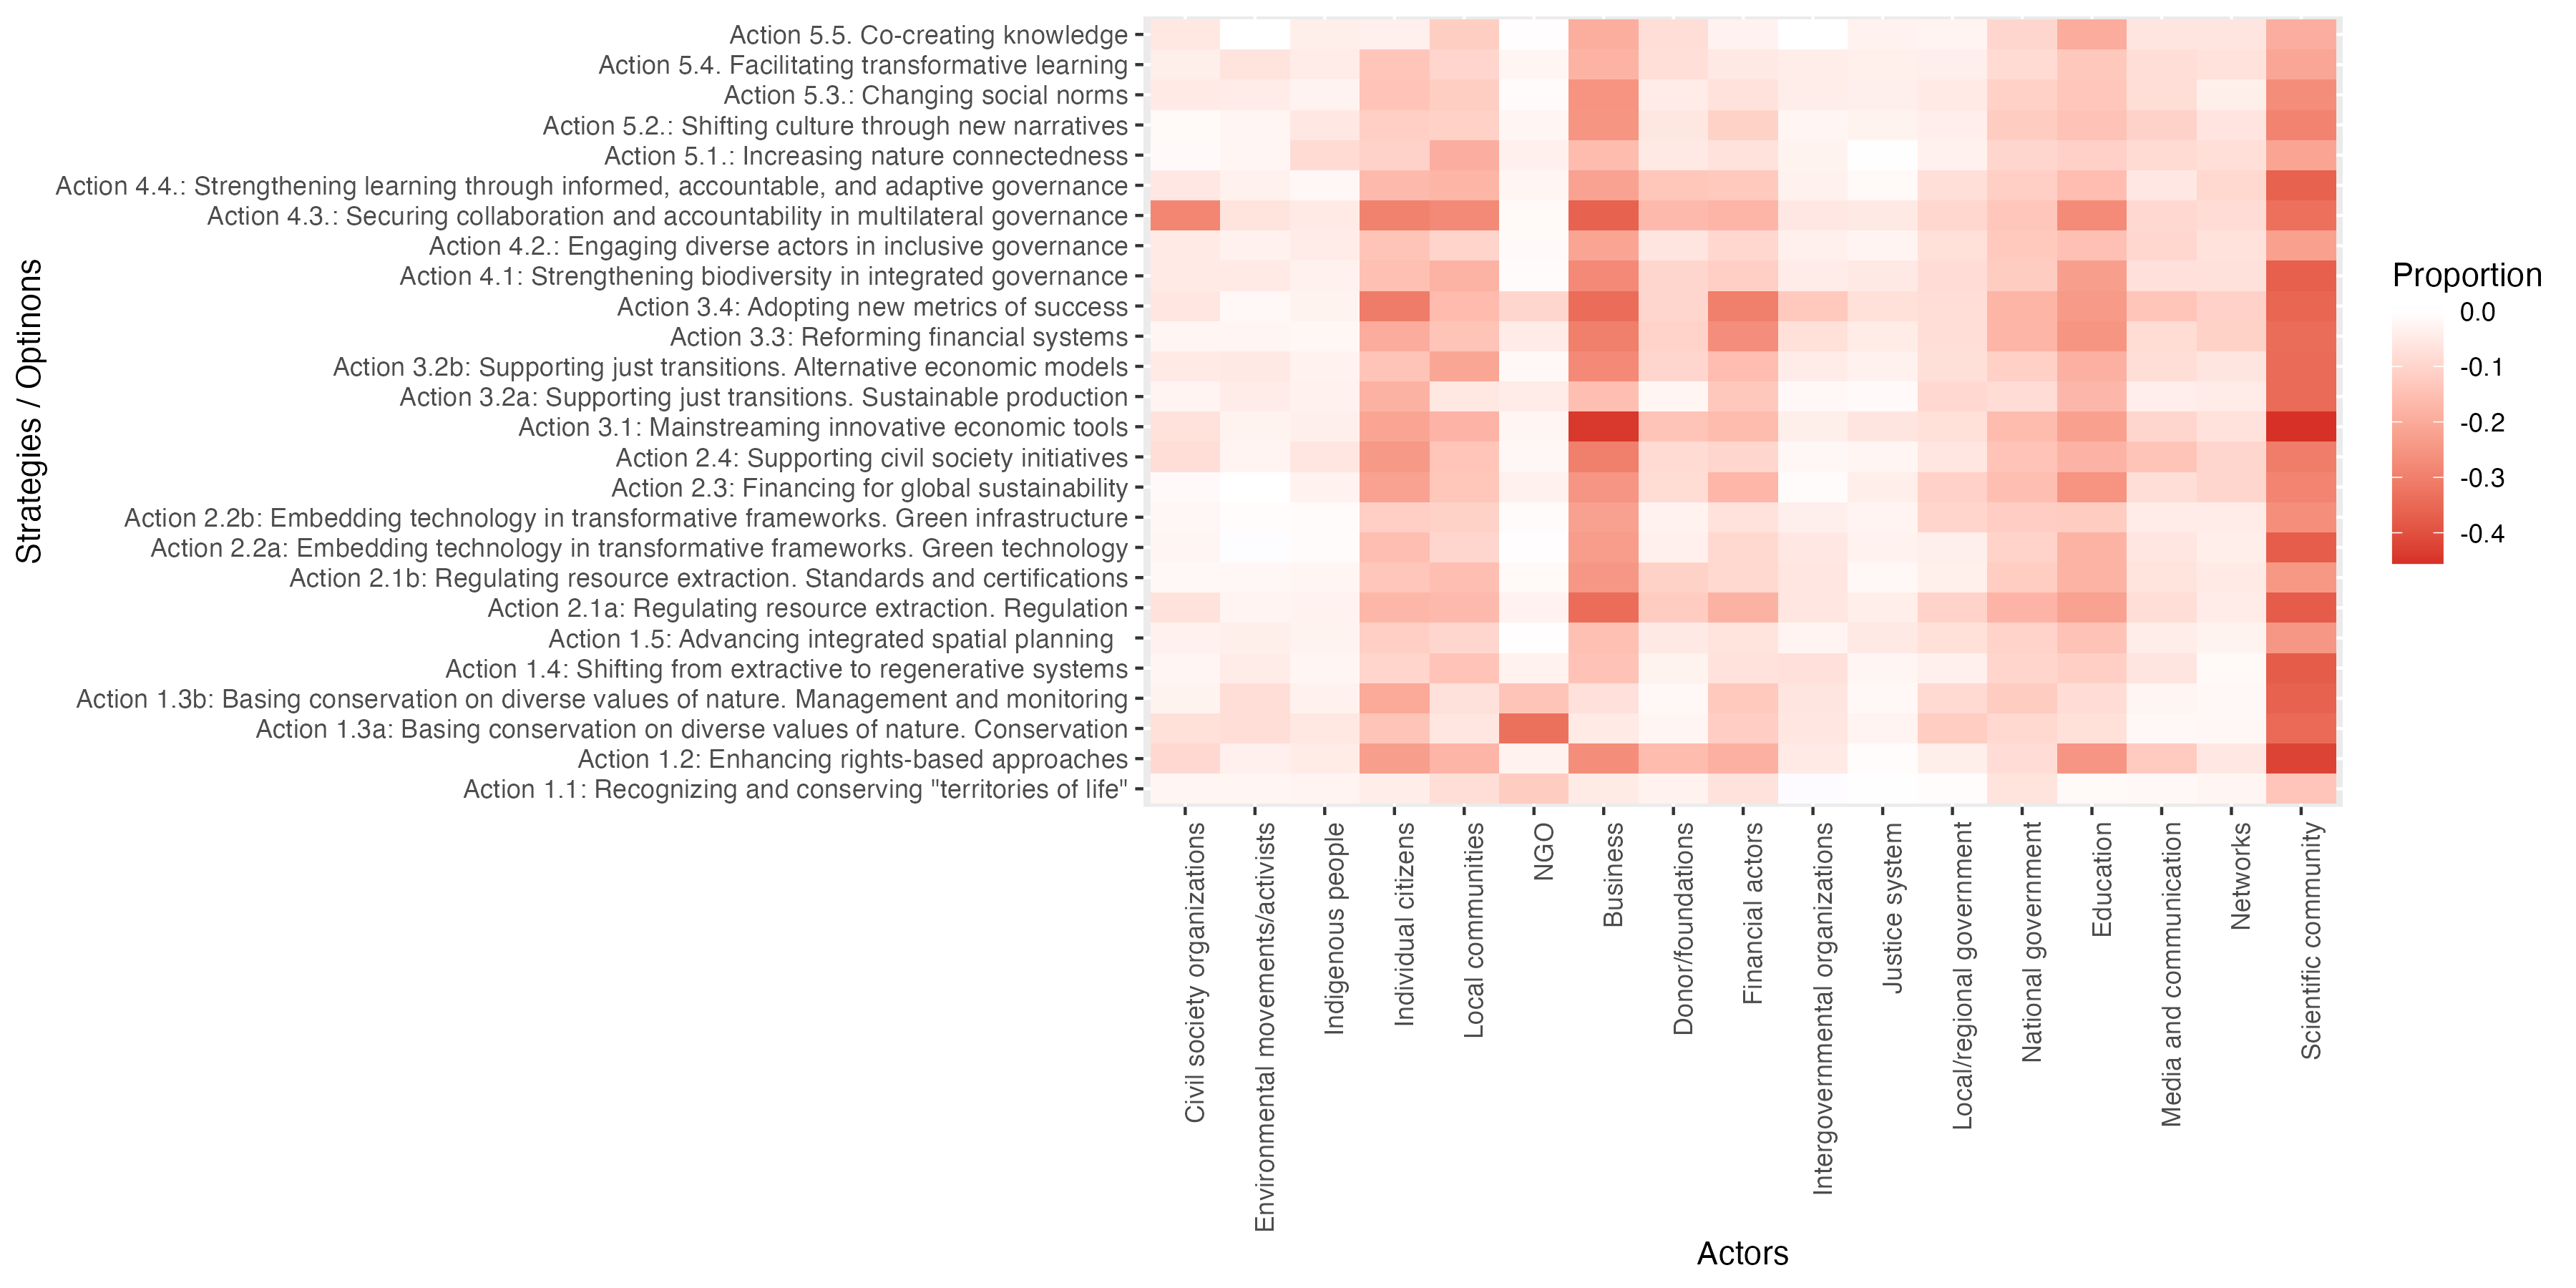 Strategies / Optinons
Action 5.5. Co-creating knowledge
Action 5.4. Facilitating transformative learning
Action 5.3.: Changing social norms
Action 5.2.: Shifting culture through new narratives
Action 5.1.: Increasing nature connectedness
Action 4.4.: Strengthening learning through informed, accountable, and adaptive governance
Action 4.3.: Securing collaboration and accountability in multilateral governance
Action 4.2.: Engaging diverse actors in inclusive governance
Action 4.1: Strengthening biodiversity in integrated governance
Action 3.4: Adopting new metrics of success
Action 3.3: Reforming financial systems
Action 3.2b: Supporting just transitions. Alternative economic models
Action 3.2a: Supporting just transitions. Sustainable production
Action 3.1: Mainstreaming innovative economic tools
Action 2.4: Supporting civil society initiatives
Action 2.3: Financing for global sustainability
Action 2.2b: Embedding technology in transformative frameworks. Green infrastructure
Action 2.2a: Embedding technology in transformative frameworks. Green technology
Action 2.1b: Regulating resource extraction. Standards and certifications
Action 2.1a: Regulating resource extraction. Regulation
Action 1.5: Advancing integrated spatial planning
Action 1.4: Shifting from extractive to regenerative systems
Action 1.3b: Basing conservation on diverse values of nature. Management and monitoring
Action 1.3a: Basing conservation on diverse values of nature. Conservation
Action 1.2: Enhancing rights-based approaches
Action 1.1: Recognizing and conserving "territories of life"
Civil society organizations
Environmental movements/activists
Indigenous people
Individual citizens
Local communities
NGO
Business
Donor/foundations
Financial actors
Intergovernmental organizations
Justice system
Local/regional government
National government
Education
Media and communication
Networks
Scientific community
Actors
Proportion
0.0
-0.1
-0.2
-0.3
-0.4